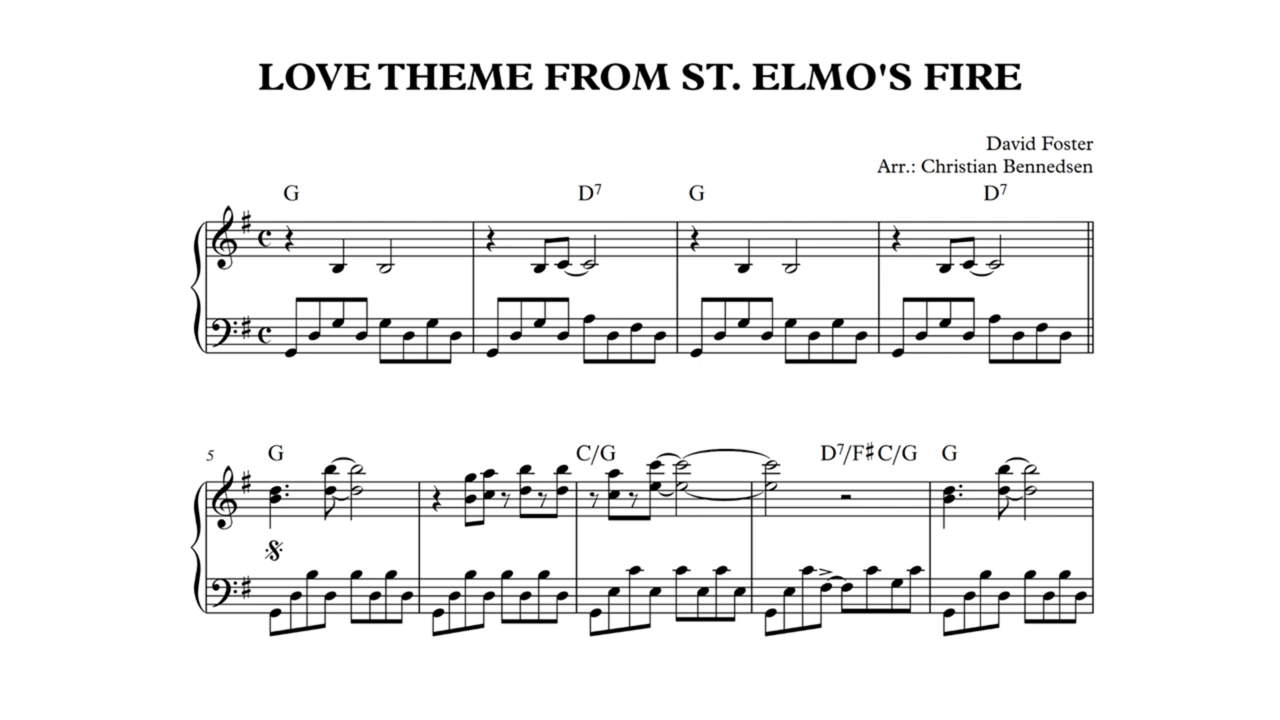 LOVE THEME FROM ST. ELMO'S FIRE
David Foster
Arr.: Christian Bennedsen
G D7 G D7
5 G C/G D7/F♯ C/G G